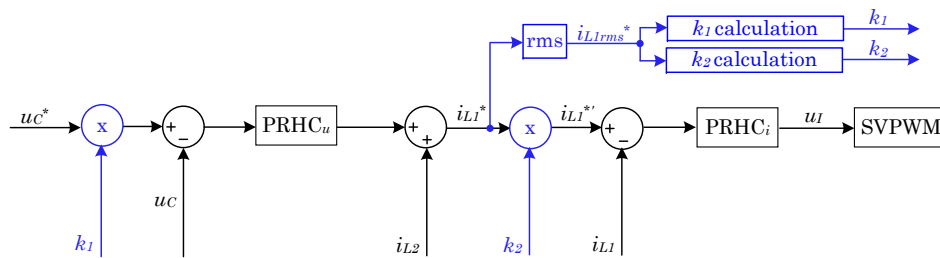 k1 calculation k1
rms iL1rms*
k2 calculation k2
uC* x + − PRHCu + + iL1* x iL1*′ + − PRHCi uI SVPWM
k1 uC iL2 k2 iL1